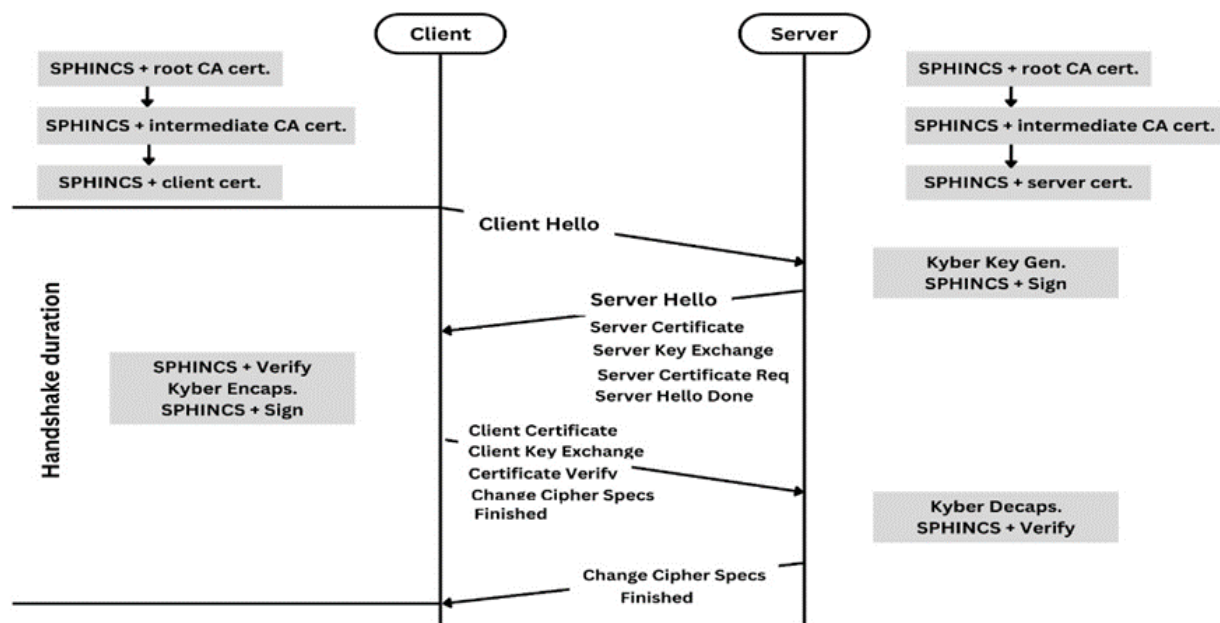 Client
Server
SPHINCS + root CA cert.
SPHINCS + intermediate CA cert.
SPHINCS + client cert.
SPHINCS + root CA cert.
SPHINCS + intermediate CA cert.
SPHINCS + server cert.
Client Hello
Kyber Key Gen.
SPHINCS + Sign
Server Hello
Server Certificate
Server Key Exchange
Server Certificate Req
Server Hello Done
Handshake duration
SPHINCS + Verify
Kyber Encaps.
SPHINCS + Sign
Client Certificate
Client Key Exchange
Certificate Verify
Change Cipher Specs
Finished
Kyber Decaps.
SPHINCS + Verify
Change Cipher Specs
Finished